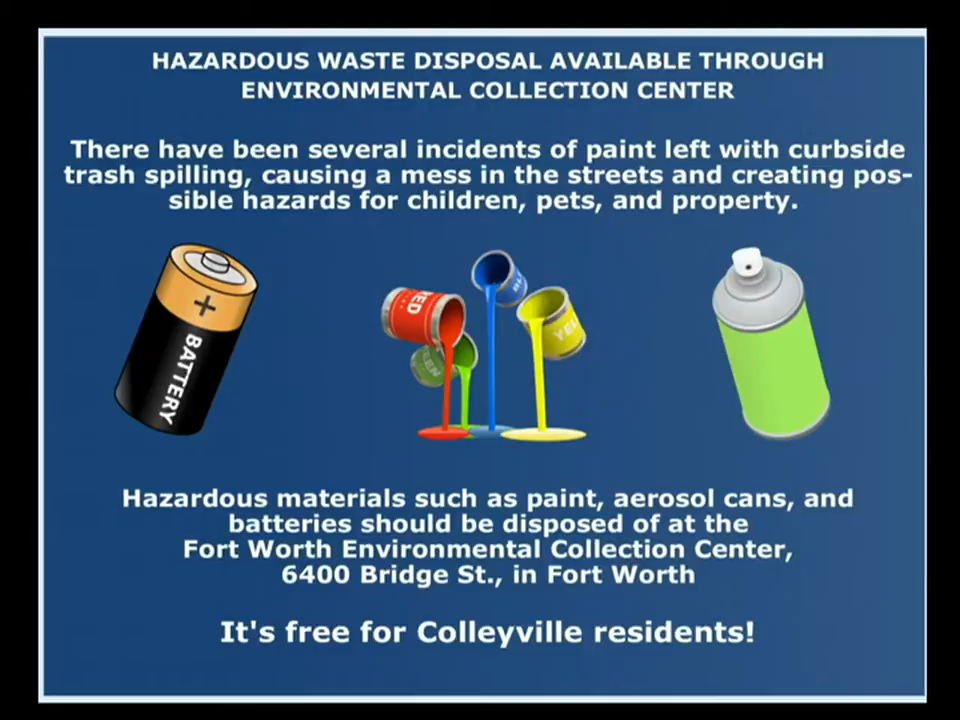 HAZARDOUS WASTE DISPOSAL AVAILABLE THROUGH
ENVIRONMENTAL COLLECTION CENTER
There have been several incidents of paint left with curbside
trash spilling, causing a mess in the streets and creating pos-
sible hazards for children, pets, and property.
+
BATTERY
RED
Hazardous materials such as paint, aerosol cans, and
batteries should be disposed of at the
Fort Worth Environmental Collection Center,
6400 Bridge St., in Fort Worth
It's free for Colleyville residents!